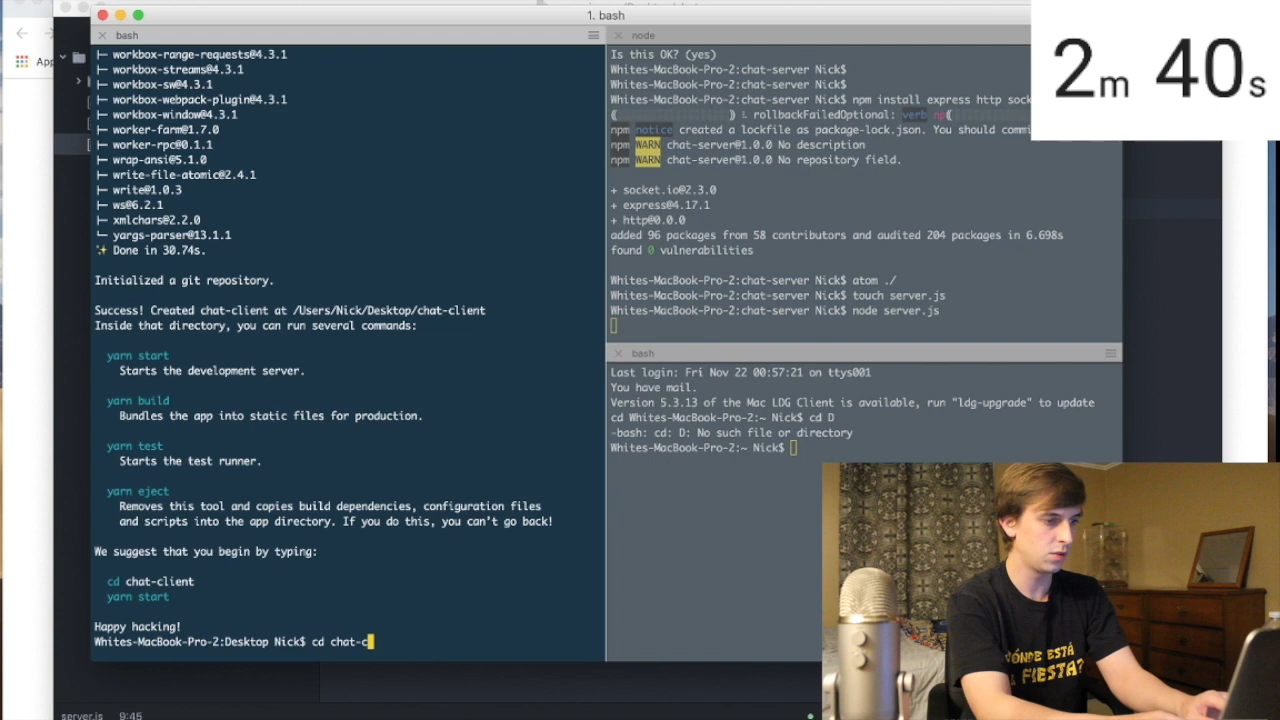 1. bash
bash
├─ workbox-range-requests@4.3.1
├─ workbox-streams@4.3.1
├─ workbox-sw@4.3.1
├─ workbox-webpack-plugin@4.3.1
├─ workbox-window@4.3.1
├─ worker-farm@1.7.0
├─ worker-rpc@0.1.1
├─ wrap-ansi@5.1.0
├─ write-file-atomic@2.4.1
├─ write@1.0.3
├─ ws@6.2.1
├─ xmlchars@2.2.0
└─ yargs-parser@13.1.1
✨ Done in 30.74s.
Initialized a git repository.
Success! Created chat-client at /Users/Nick/Desktop/chat-client
Inside that directory, you can run several commands:
yarn start
Starts the development server.
yarn build
Bundles the app into static files for production.
yarn test
Starts the test runner.
yarn eject
Removes this tool and copies build dependencies, configuration files
and scripts into the app directory. If you do this, you can't go back!
We suggest that you begin by typing:
cd chat-client
yarn start
Happy hacking!
Whites-MacBook-Pro-2:Desktop Nick$ cd chat-c
node
Is this OK? (yes)
Whites-MacBook-Pro-2:chat-server Nick$
Whites-MacBook-Pro-2:chat-server Nick$
Whites-MacBook-Pro-2:chat-server Nick$ npm install express http sock
rollbackFailedOptional: verb np
npm notice created a lockfile as package-lock.json. You should commi
npm WARN chat-server@1.0.0 No description
npm WARN chat-server@1.0.0 No repository field.
+ socket.io@2.3.0
+ express@4.17.1
+ http@0.0.0
added 96 packages from 58 contributors and audited 204 packages in 6.698s
found 0 vulnerabilities
Whites-MacBook-Pro-2:chat-server Nick$ atom ./
Whites-MacBook-Pro-2:chat-server Nick$ touch server.js
Whites-MacBook-Pro-2:chat-server Nick$ node server.js
bash
Last login: Fri Nov 22 00:57:21 on ttys001
You have mail.
Version 5.3.13 of the Mac LDG Client is available, run "ldg-upgrade" to update
cd Whites-MacBook-Pro-2:~ Nick$ cd D
-bash: cd: D: No such file or directory
Whites-MacBook-Pro-2:~ Nick$
2m 40s
App
server.js 9:45
ÓNDE ESTÁ
FIESTA?